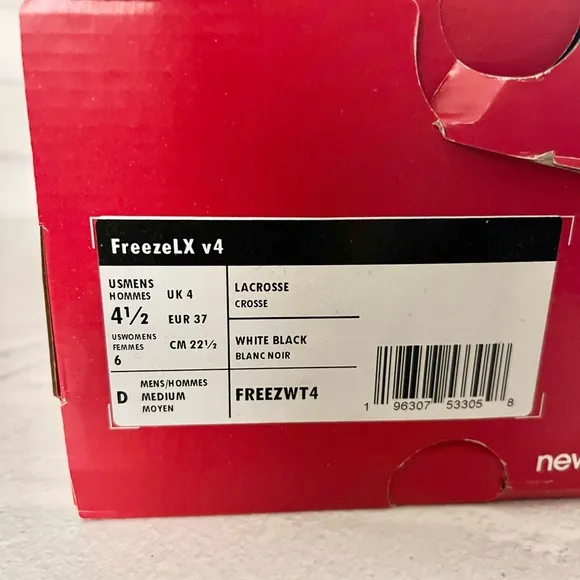 FreezeLX v4
USMENS
HOMMES
4½
UK 4
EUR 37
USWOMENS
FEMMES
6
CM 22½
LACROSSE
CROSSE
WHITE BLACK
BLANC NOIR
D
MENS/HOMMES
MEDIUM
MOYEN
FREEZWT4
1 96307 53305 8
new